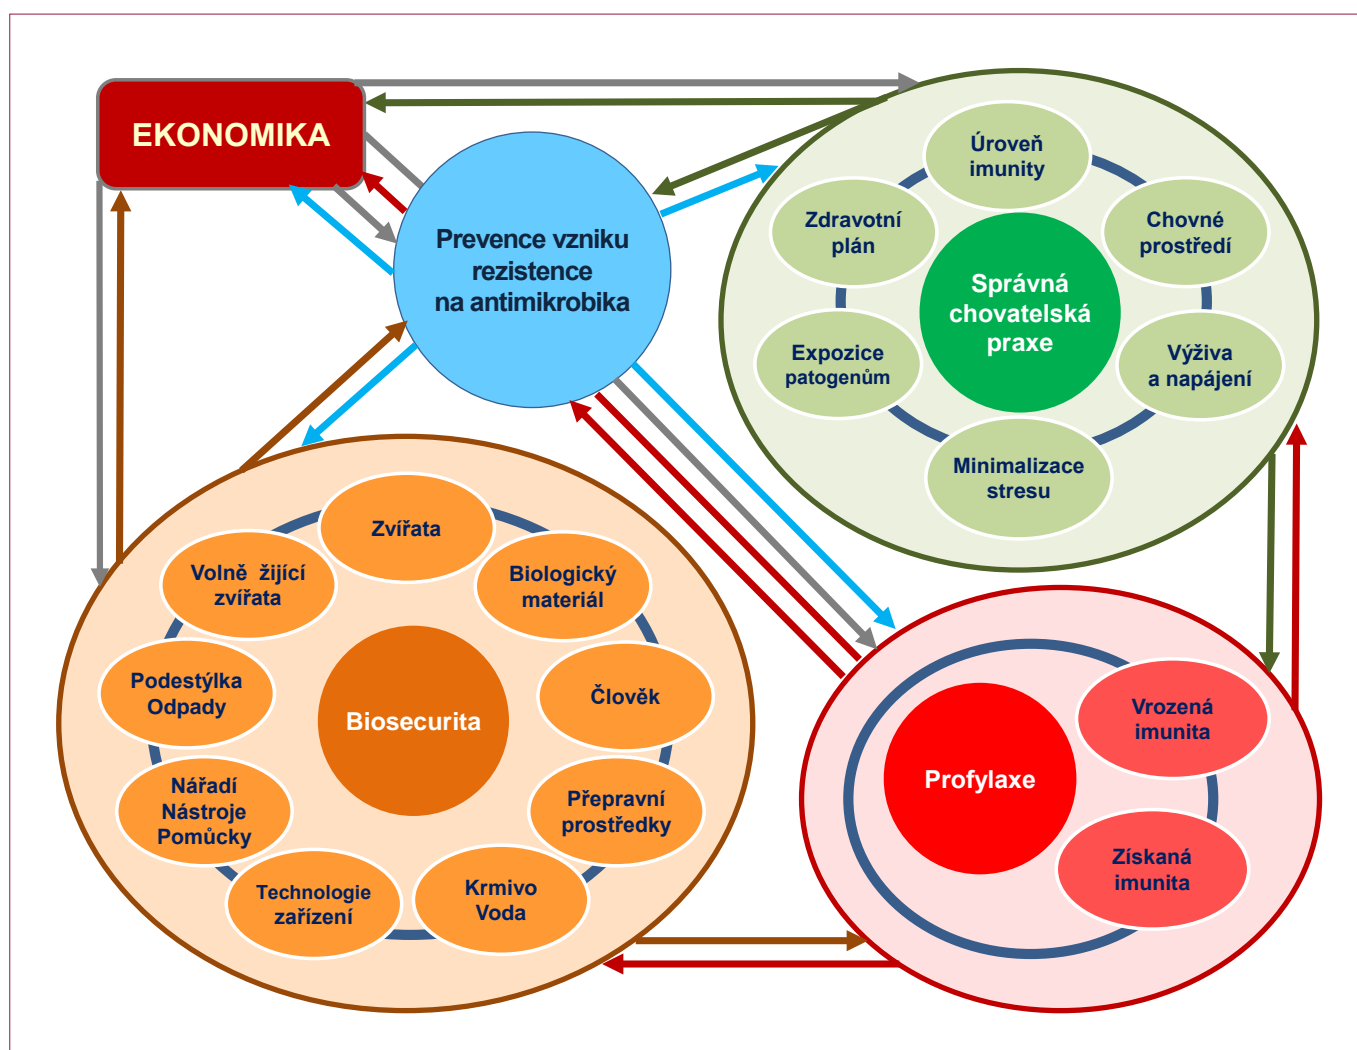 EKONOMIKA
Prevence vzniku
rezistence
na antimikrobika
Úroveň
imunity
Zdravotní
plán
Chovné
prostředí
Správná
chovatelská
praxe
Expozice
patogenům
Výživa
a napájení
Minimalizace
stresu
Zvířata
Volně žijící
zvířata
Biologický
materiál
Podestýlka
Odpady
Biosecurita
Člověk
Nářadí
Nástroje
Pomůcky
Přepravní
prostředky
Technologie
zařízení
Krmivo
Voda
Vrozená
imunita
Profylaxe
Získaná
imunita